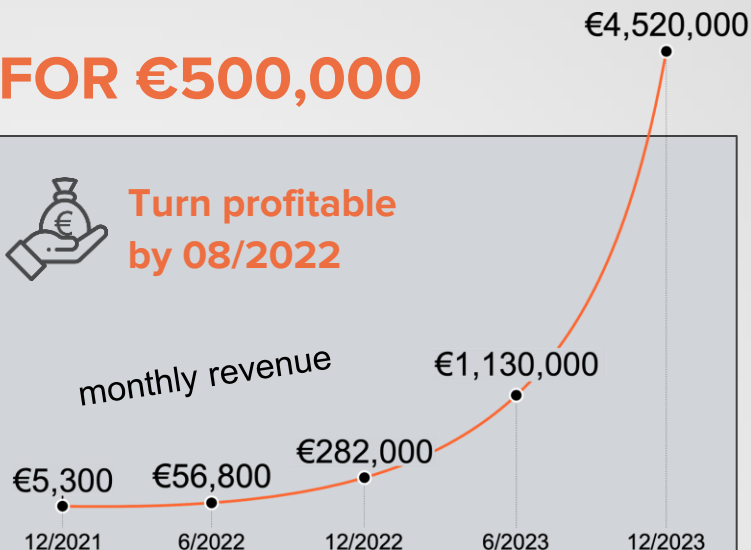 €4,520,000
FOR €500,000
€
Turn profitable
by 08/2022
monthly revenue
€1,130,000
€282,000
€5,300 €56,800
12/2021 6/2022 12/2022 6/2023 12/2023